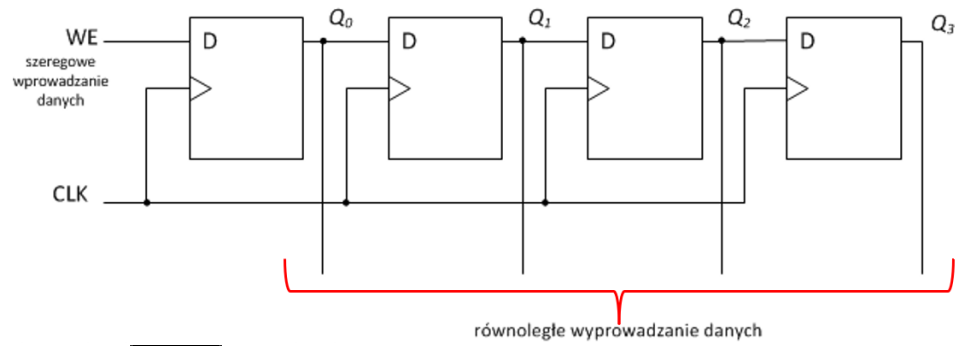 Q0 Q1 Q2 Q3
WE D D D D
szeregowe
wprowadzanie
danych
CLK
równoległe wyprowadzanie danych